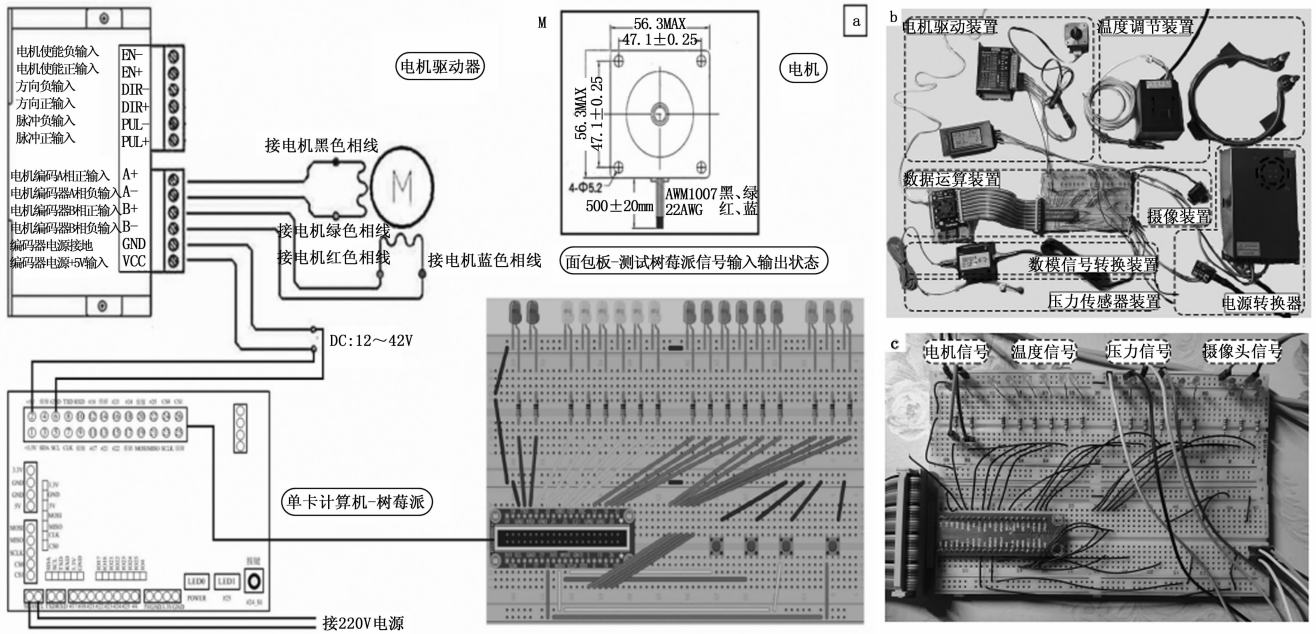 电机使能负输入
电机使能正输入
方向负输入
方向正输入
脉冲负输入
脉冲正输入
EN-
EN+
DIR-
DIR+
PUL-
PUL+
电机编码A相正输入
电机编码器A相负输入
电机编码器B相正输入
电机编码器B相负输入
编码器电源接地
编码器电源+5V输入
A+
A-
B+
B-
GND
VCC
电机驱动器
接电机黑色相线
M
接电机绿色相线
接电机红色相线
接电机蓝色相线
DC:12～42V
单卡计算机-树莓派
3.3V
GND
GND
5V
MOSI
MISO
SCLK
CS0
CS1
LED0
LED1
POWER
按键
接220V电源
M
a
56.3MAX
47.1±0.25
56.3MAX
47.1±0.25
4-Φ5.2
500±20mm
AWM1007 黑、绿
22AWG 红、蓝
电机
面包板-测试树莓派信号输入输出状态
b
电机驱动装置
温度调节装置
数据运算装置
摄像装置
数模信号转换装置
压力传感器装置
电源转换器
c
电机信号
温度信号
压力信号
摄像头信号